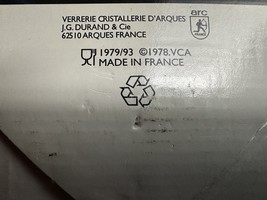 VERRERIE CRISTALLERIE D'ARQUES
J.G. DURAND & Cie
62510 ARQUES FRANCE
arc
1979/93 ©1978.VCA
MADE IN FRANCE